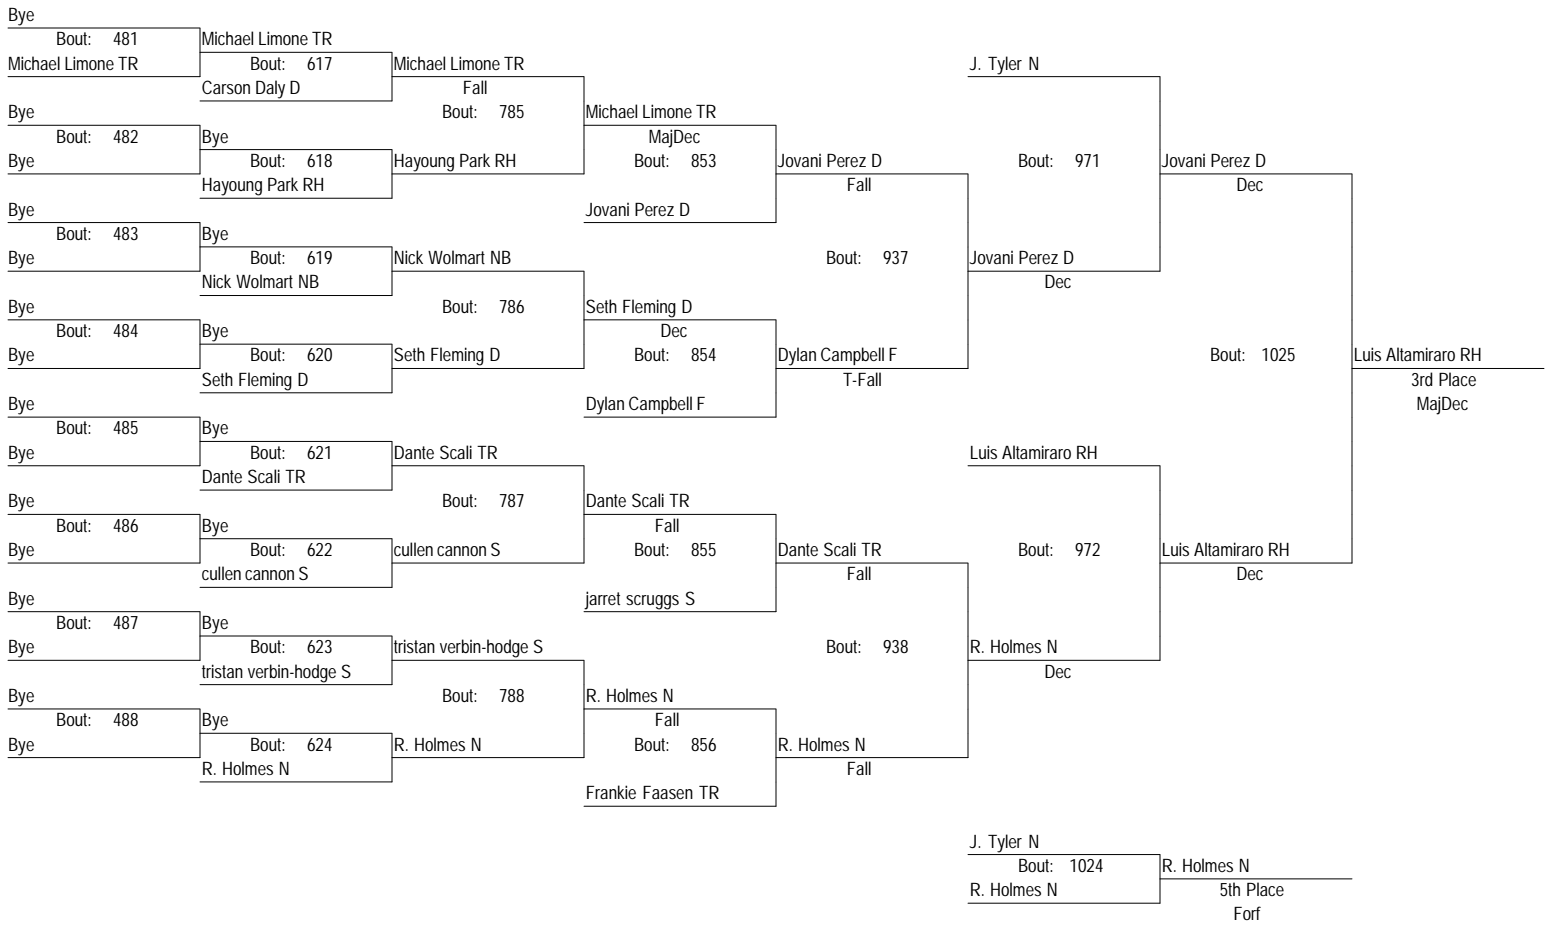 Bye
Bout: 481 Michael Limone TR
Michael Limone TR Bout: 617 Michael Limone TR J. Tyler N
Carson Daly D Fall
Bye Bout: 785 Michael Limone TR
Bout: 482 Bye MajDec
Bye Bout: 618 Hayoung Park RH Bout: 853 Jovani Perez D Bout: 971 Jovani Perez D
Hayoung Park RH Fall Dec
Bye Jovani Perez D
Bout: 483 Bye
Bye Bout: 619 Nick Wolmart NB Bout: 937 Jovani Perez D
Nick Wolmart NB Dec
Bye Bout: 786 Seth Fleming D
Bout: 484 Bye Dec
Bye Bout: 620 Seth Fleming D Bout: 854 Dylan Campbell F Bout: 1025 Luis Altamiraro RH
Seth Fleming D T-Fall 3rd Place
Bye Dylan Campbell F MajDec
Bout: 485 Bye
Bye Bout: 621 Dante Scali TR Luis Altamiraro RH
Dante Scali TR
Bye Bout: 787 Dante Scali TR
Bout: 486 Bye Fall
Bye Bout: 622 cullen cannon S Bout: 855 Dante Scali TR Bout: 972 Luis Altamiraro RH
cullen cannon S Fall Dec
Bye jarret scruggs S
Bout: 487 Bye
Bye Bout: 623 tristan verbin-hodge S Bout: 938 R. Holmes N
tristan verbin-hodge S Dec
Bye Bout: 788 R. Holmes N
Bout: 488 Bye Fall
Bye Bout: 624 R. Holmes N Bout: 856 R. Holmes N
R. Holmes N Fall
Frankie Faasen TR
J. Tyler N
Bout: 1024 R. Holmes N
R. Holmes N 5th Place
Forf